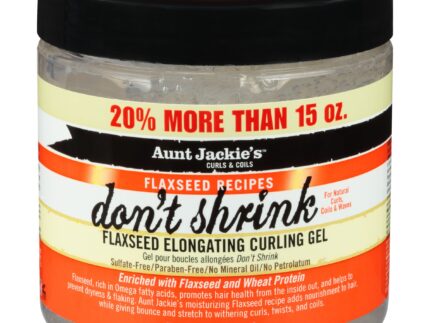 20% MORE THAN 15 OZ.
Aunt Jackie's™
CURLS & COILS
FLAXSEED RECIPES
don't shrink
For Natural
Curls,
Coils & Waves
FLAXSEED ELONGATING CURLING GEL
Gel pour boucles allongées Don't Shrink
Sulfate-Free/Paraben-Free/No Mineral Oil/No Petrolatum
Enriched with Flaxseed and Wheat Protein
Flaxseed, rich in Omega fatty acids, promotes hair health from the inside out, and helps to
prevent dryness & flaking. Aunt Jackie's moisturizing Flaxseed recipe adds nourishment to hair,
while giving bounce and stretch to withering curls, twists, and coils.